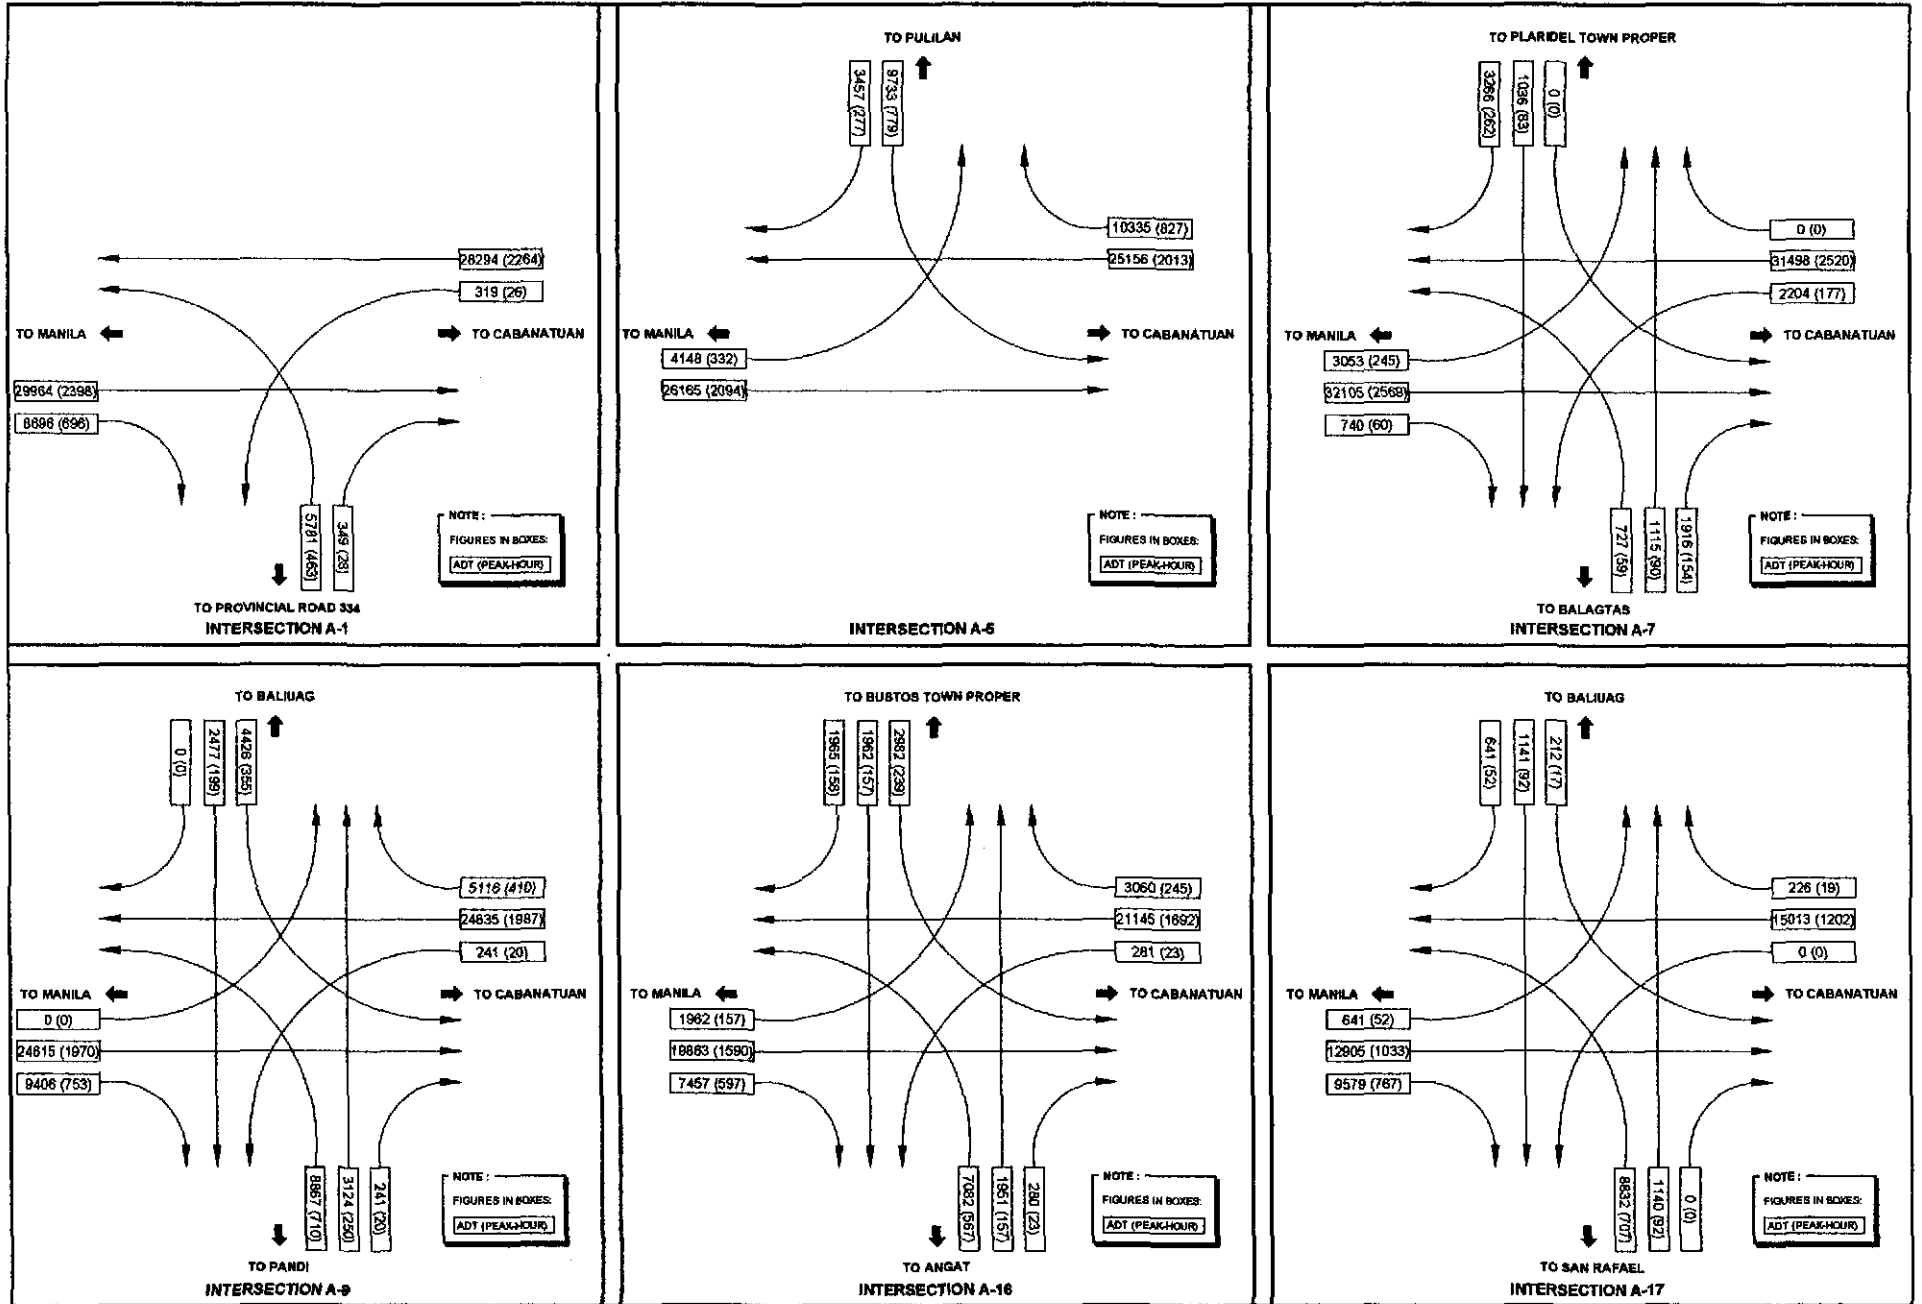 28294 (2264)
319 (26)
TO MANILA
TO CABANATUAN
29964 (2398)
8696 (696)
5781 (463)
349 (28)
NOTE :
FIGURES IN BOXES:
ADT (PEAK-HOUR)
TO PROVINCIAL ROAD 334
INTERSECTION A-1
TO PULILAN
3457 (277)
9733 (779)
10335 (827)
25156 (2013)
TO MANILA
TO CABANATUAN
4148 (332)
26165 (2094)
NOTE :
FIGURES IN BOXES:
ADT (PEAK-HOUR)
TO PLARIDEL TOWN PROPER
3266 (262)
1036 (83)
0 (0)
0 (0)
31498 (2520)
2204 (177)
TO MANILA
TO CABANATUAN
3053 (245)
740 (60)
727 (59)
1115 (90)
1916 (154)
NOTE :
FIGURES IN BOXES:
ADT (PEAK-HOUR)
TO BALAGTAS
INTERSECTION A-7
TO BALIUAG
0 (0)
2477 (199)
4426 (355)
5116 (410)
24835 (1987)
241 (20)
TO MANILA
TO CABANATUAN
0 (0)
24615 (1970)
9406 (753)
8867 (710)
3124 (250)
241 (20)
NOTE :
FIGURES IN BOXES:
ADT (PEAK-HOUR)
TO PANDI
INTERSECTION A-9
TO BUSTOS TOWN PROPER
1965 (158)
1962 (157)
2982 (239)
3060 (245)
21145 (1692)
281 (23)
TO MANILA
TO CABANATUAN
1962 (157)
19863 (1590)
7457 (597)
7082 (567)
1951 (157)
280 (23)
NOTE :
FIGURES IN BOXES:
ADT (PEAK-HOUR)
TO ANGAT
INTERSECTION A-16
TO BALIUAG
641 (52)
1141 (92)
212 (17)
226 (19)
15013 (1202)
0 (0)
TO MANILA
TO CABANATUAN
641 (52)
12905 (1033)
9579 (767)
8832 (707)
1140 (92)
0 (0)
NOTE :
FIGURES IN BOXES:
ADT (PEAK-HOUR)
TO SAN RAFAEL
INTERSECTION A-17